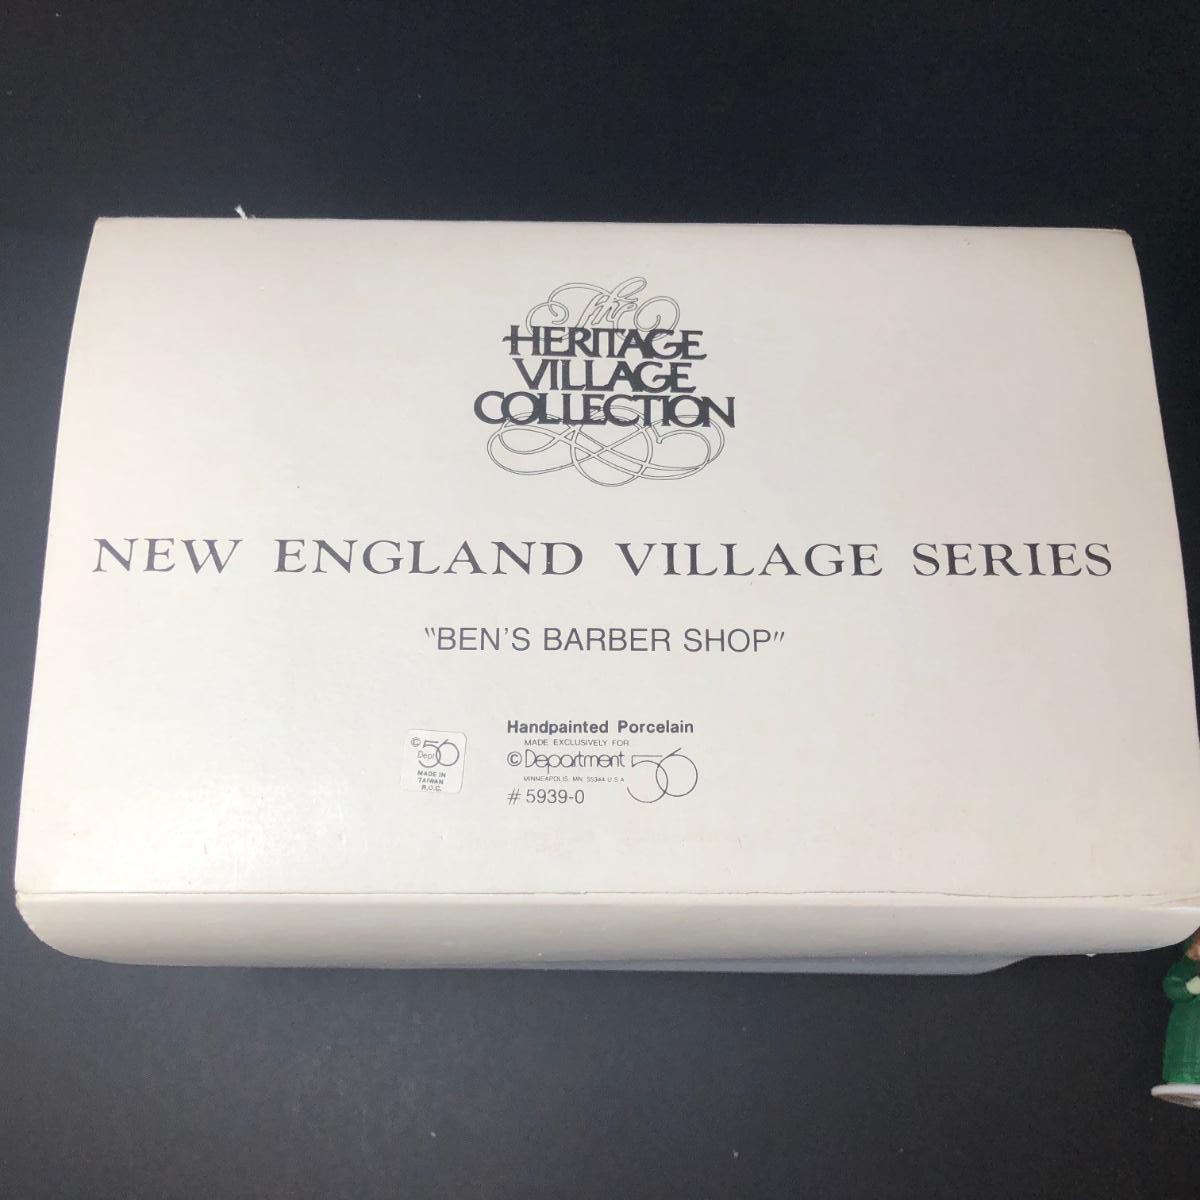 The
HERITAGE
VILLAGE
COLLECTION
NEW ENGLAND VILLAGE SERIES
"BEN'S BARBER SHOP"
Handpainted Porcelain
MADE EXCLUSIVELY FOR
© Department 56
MINNEAPOLIS, MN 55344 U S A
# 5939-0
© Dept 56
MADE IN
TAIWAN
R.O.C.